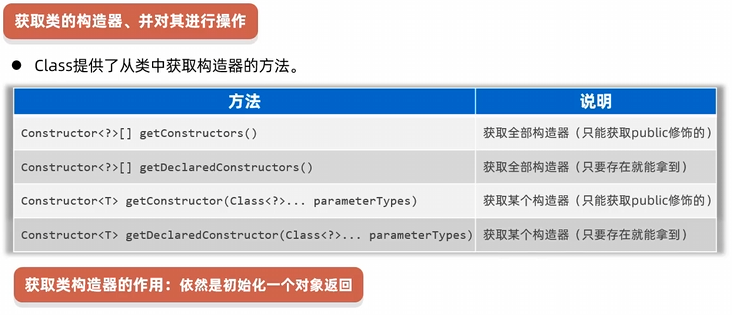 获取类的构造器、并对其进行操作
● Class提供了从类中获取构造器的方法。
方法 说明
Constructor<?>[] getConstructors() 获取全部构造器（只能获取public修饰的）
Constructor<?>[] getDeclaredConstructors() 获取全部构造器（只要存在就能拿到）
Constructor<T> getConstructor(Class<?>... parameterTypes) 获取某个构造器（只能获取public修饰的）
Constructor<T> getDeclaredConstructor(Class<?>... parameterTypes) 获取某个构造器（只要存在就能拿到）
获取类构造器的作用：依然是初始化一个对象返回